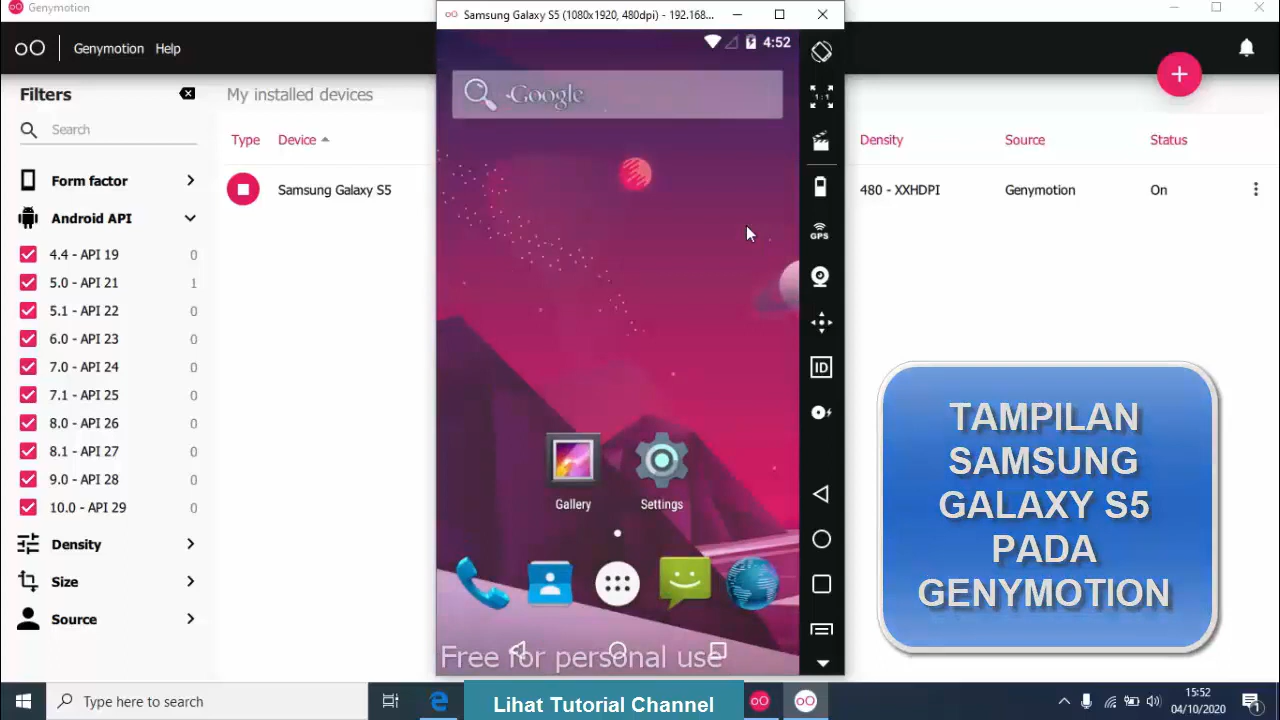 Genymotion
Samsung Galaxy S5 (1080x1920, 480dpi) - 192.168...
Genymotion Help
4:52
Filters
My installed devices
Google
Search
Type Device Density Source Status
Form factor
Samsung Galaxy S5 480 - XXHDPI Genymotion On
Android API
4.4 - API 19 0
5.0 - API 21 1
5.1 - API 22 0
6.0 - API 23 0
7.0 - API 24 0
7.1 - API 25 0
8.0 - API 26 0
8.1 - API 27 0
9.0 - API 28 0
10.0 - API 29 0
Density
Size
Source
1:1
GPS
ID
Gallery Settings
Free for personal use
TAMPILAN
SAMSUNG
GALAXY S5
PADA
GENYMOTION
Type here to search
Lihat Tutorial Channel
15:52
04/10/2020
1